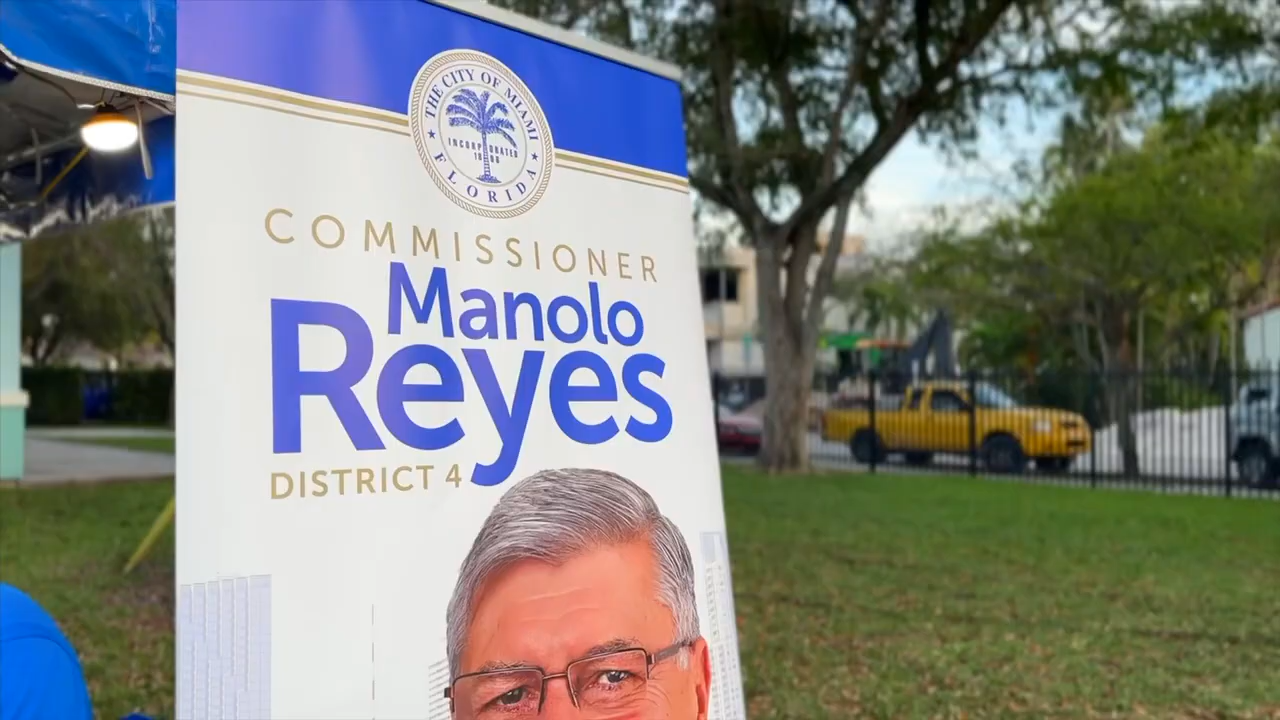 THE CITY OF MIAMI
INCORPORATED
1896
FLORIDA
COMMISSIONER
Manolo
Reyes
DISTRICT 4